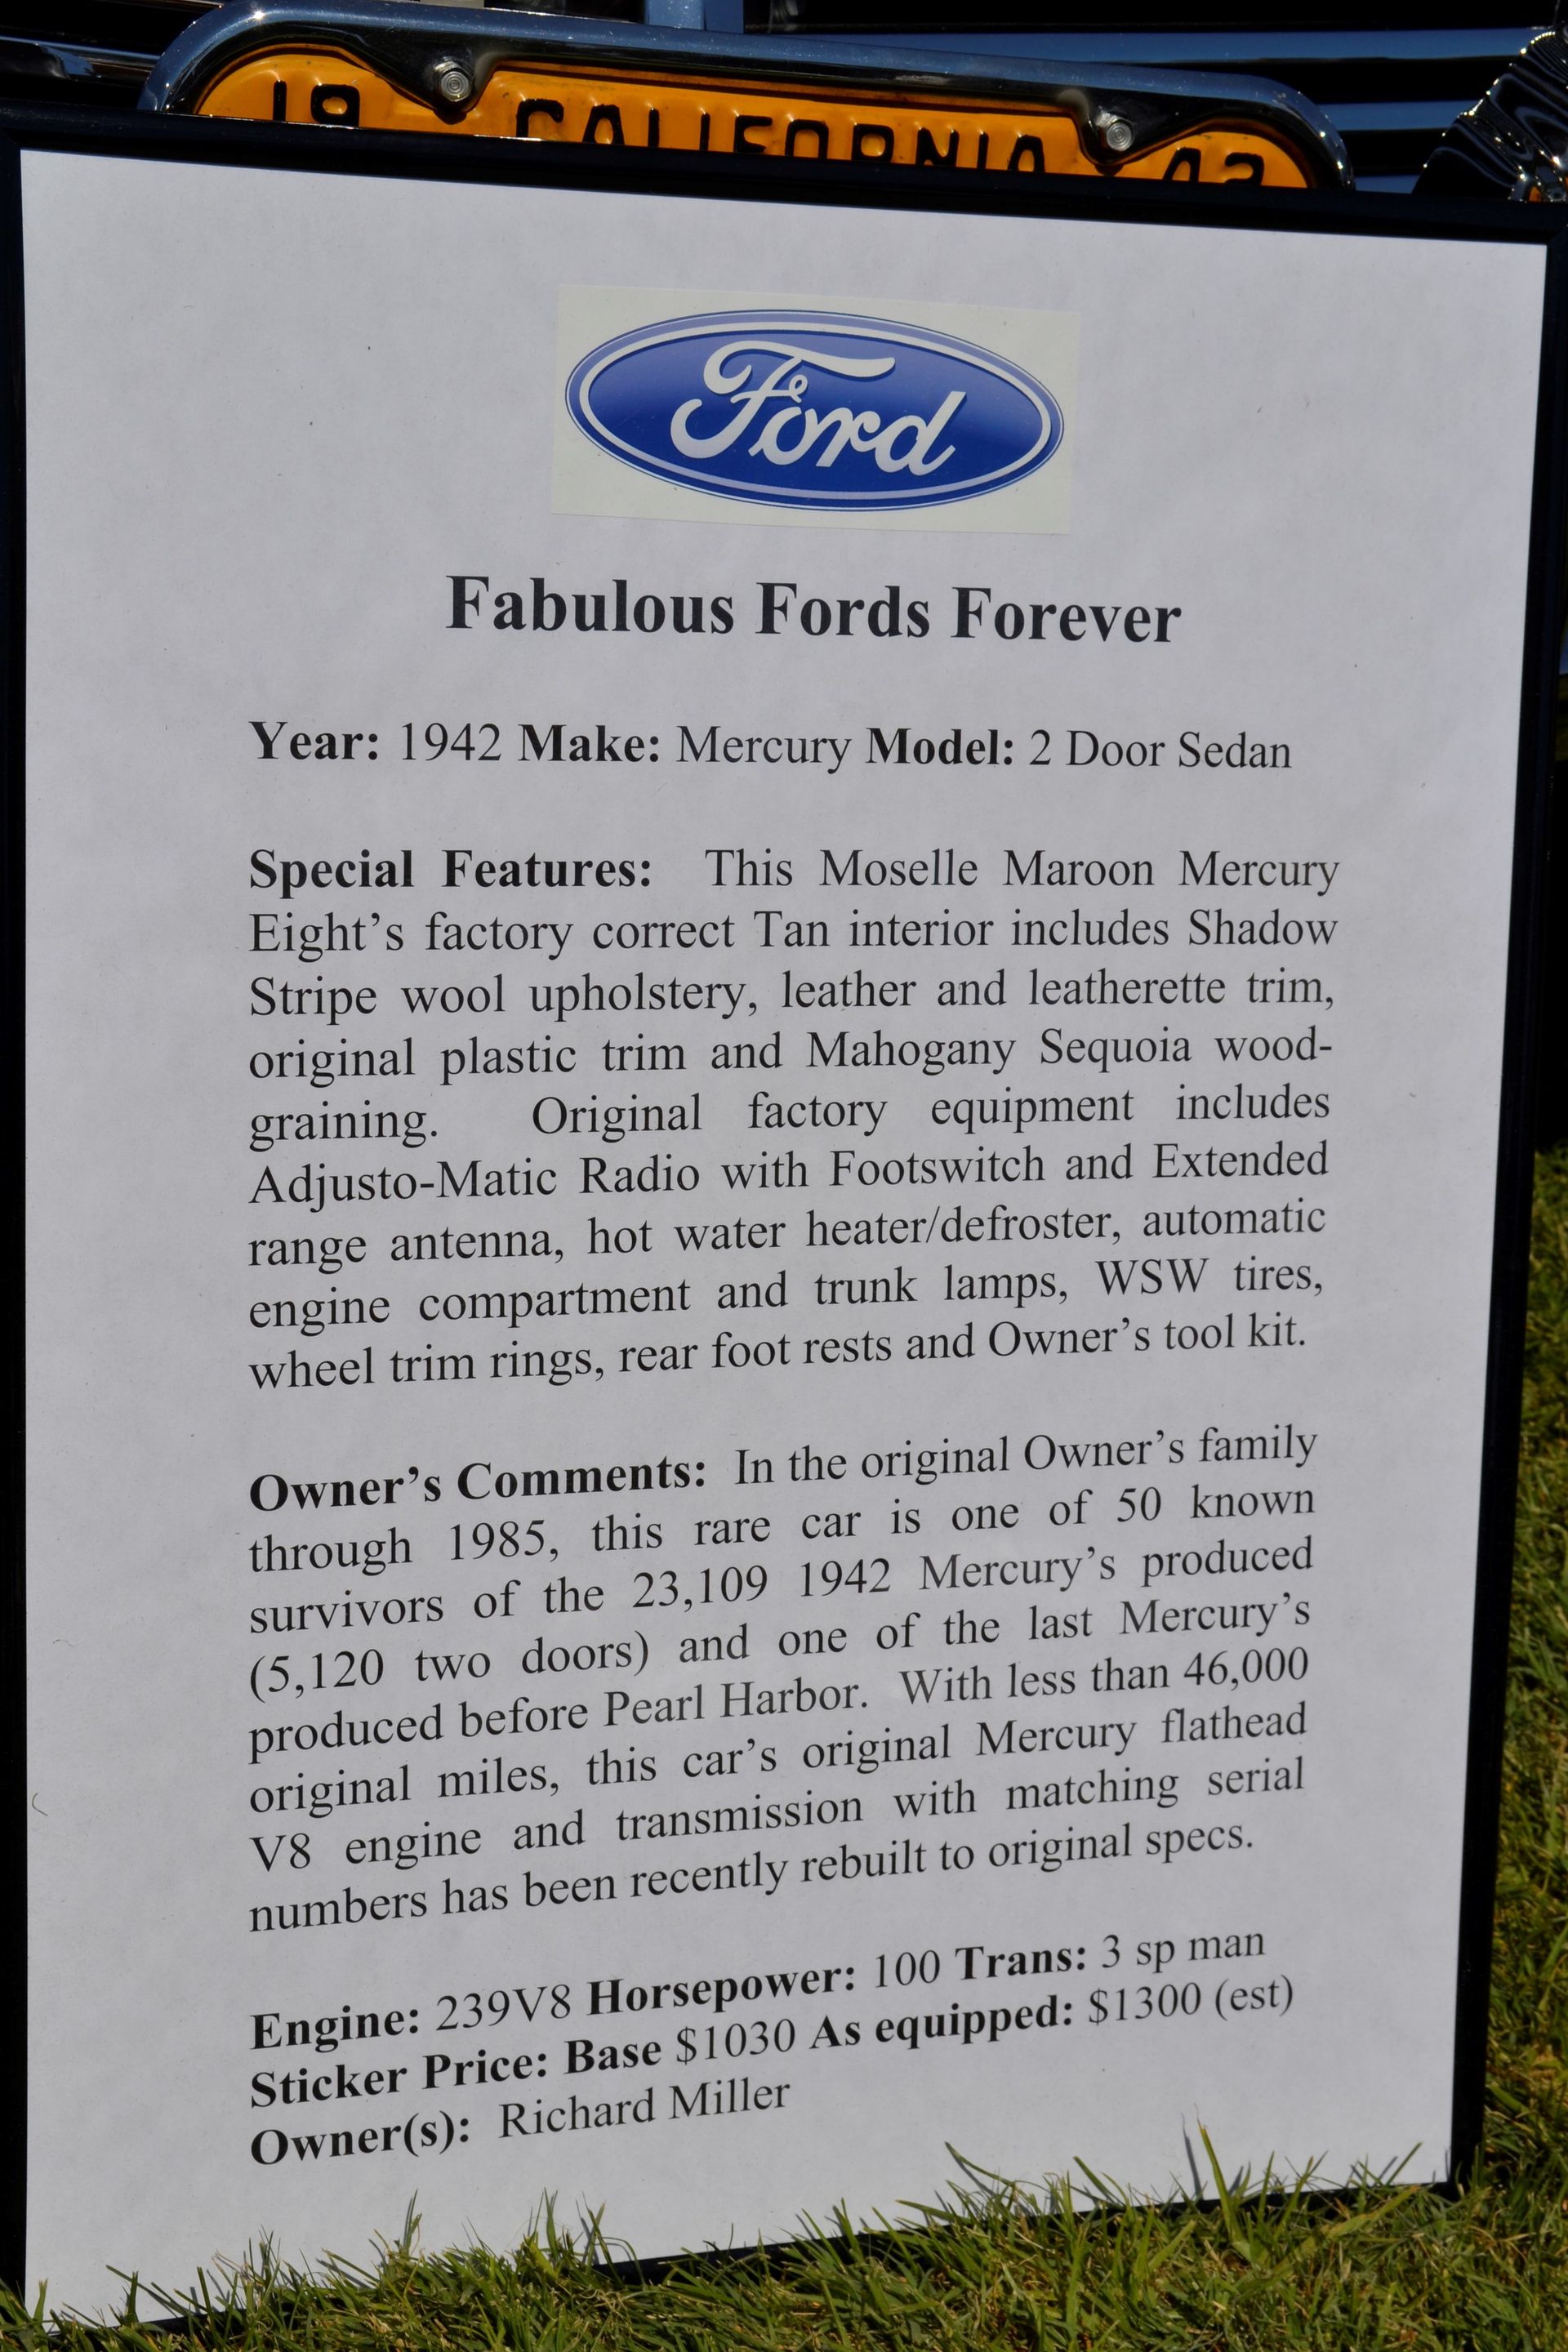 19 CALIFORNIA 42
Ford
Fabulous Fords Forever
Year: 1942 Make: Mercury Model: 2 Door Sedan
Special Features: This Moselle Maroon Mercury
Eight's factory correct Tan interior includes Shadow
Stripe wool upholstery, leather and leatherette trim,
original plastic trim and Mahogany Sequoia wood-
graining. Original factory equipment includes
Adjusto-Matic Radio with Footswitch and Extended
range antenna, hot water heater/defroster, automatic
engine compartment and trunk lamps, WSW tires,
wheel trim rings, rear foot rests and Owner's tool kit.
Owner's Comments: In the original Owner's family
through 1985, this rare car is one of 50 known
survivors of the 23,109 1942 Mercury's produced
(5,120 two doors) and one of the last Mercury's
produced before Pearl Harbor. With less than 46,000
original miles, this car's original Mercury flathead
V8 engine and transmission with matching serial
numbers has been recently rebuilt to original specs.
Engine: 239V8 Horsepower: 100 Trans: 3 sp man
Sticker Price: Base $1030 As equipped: $1300 (est)
Owner(s): Richard Miller